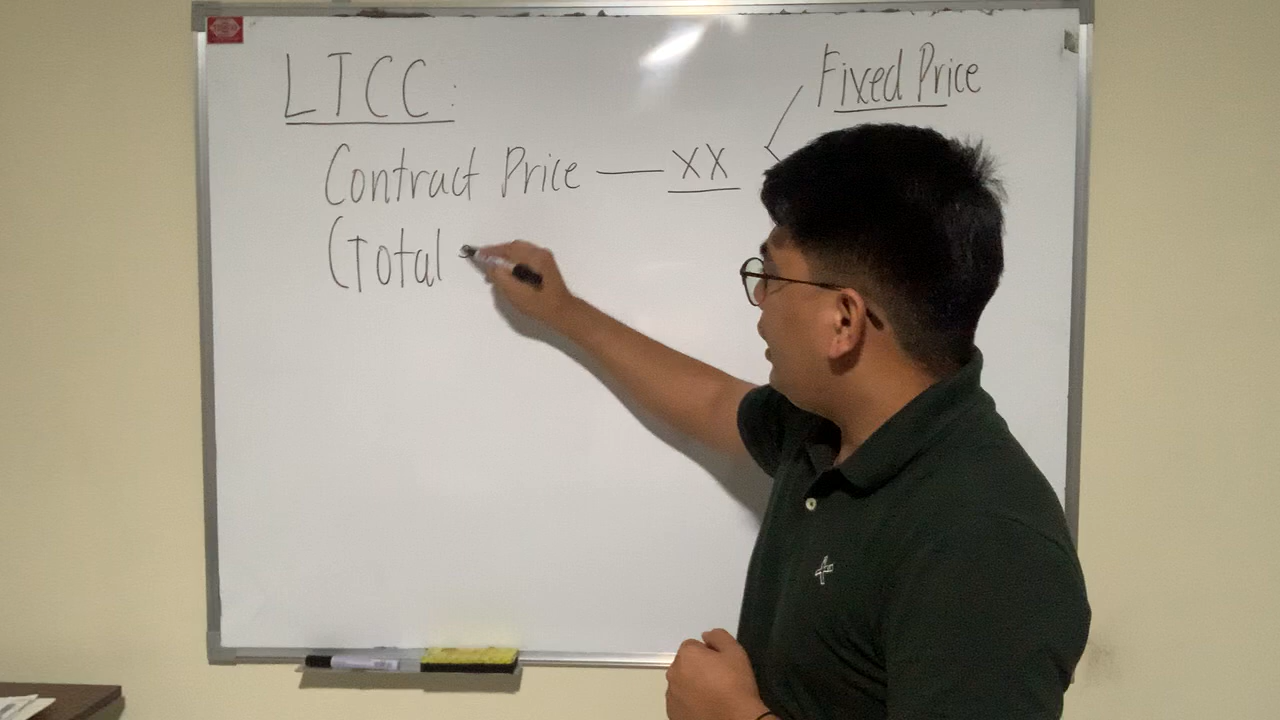 LTCC:
Fixed Price
Contract Price — XX
(Total